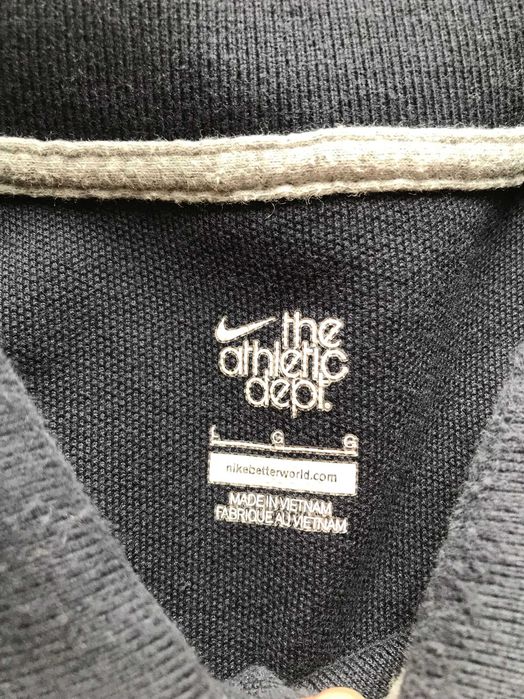 the
athletic
dept.
L G G
nikebetterworld.com
MADE IN VIETNAM
FABRIQUE AU VIETNAM